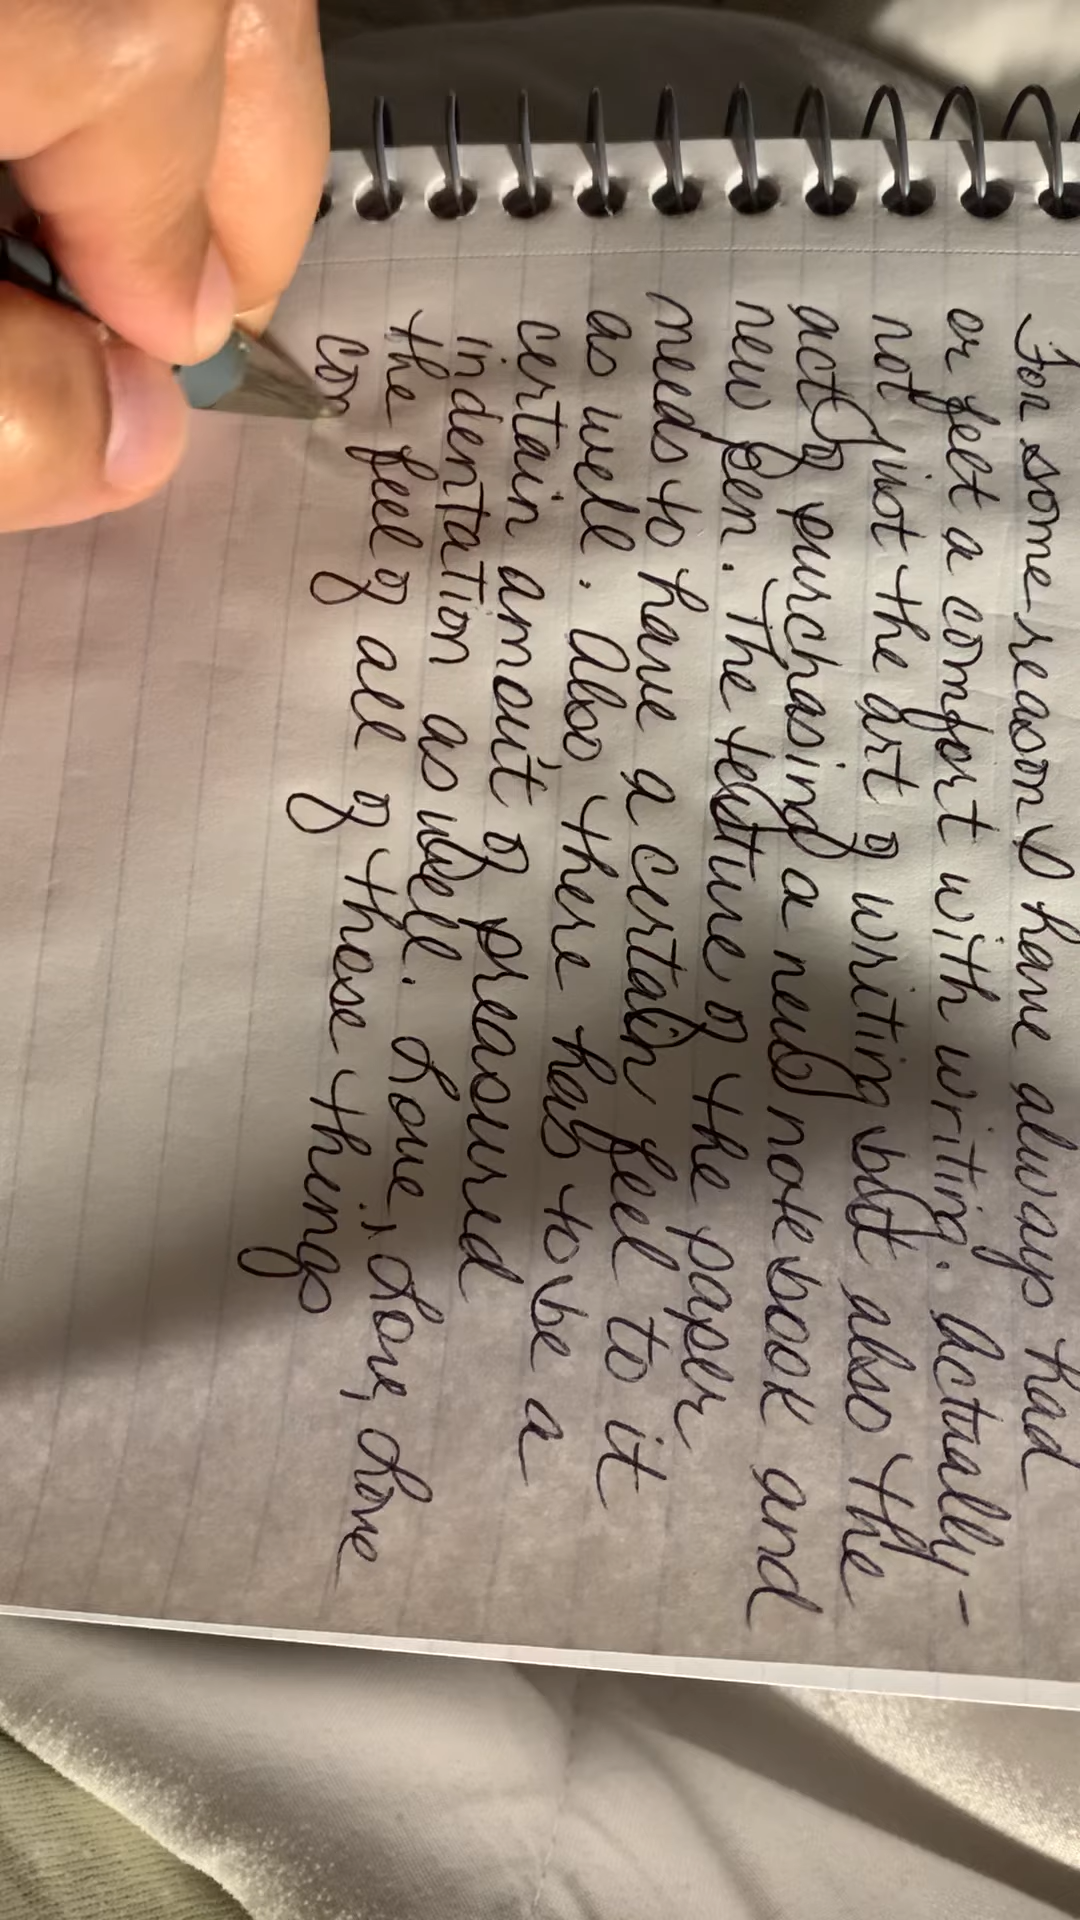 For some reason I have always had
or felt a comfort with writing. Actually -
not just the art of writing but also the
act of purchasing a new notebook and
new pen. The texture of the paper
needs to have a certain feel to it
as well. Also there has to be a
certain amout of preasured
indentation as well. Love, Love, Love
the feel of all of those things
con